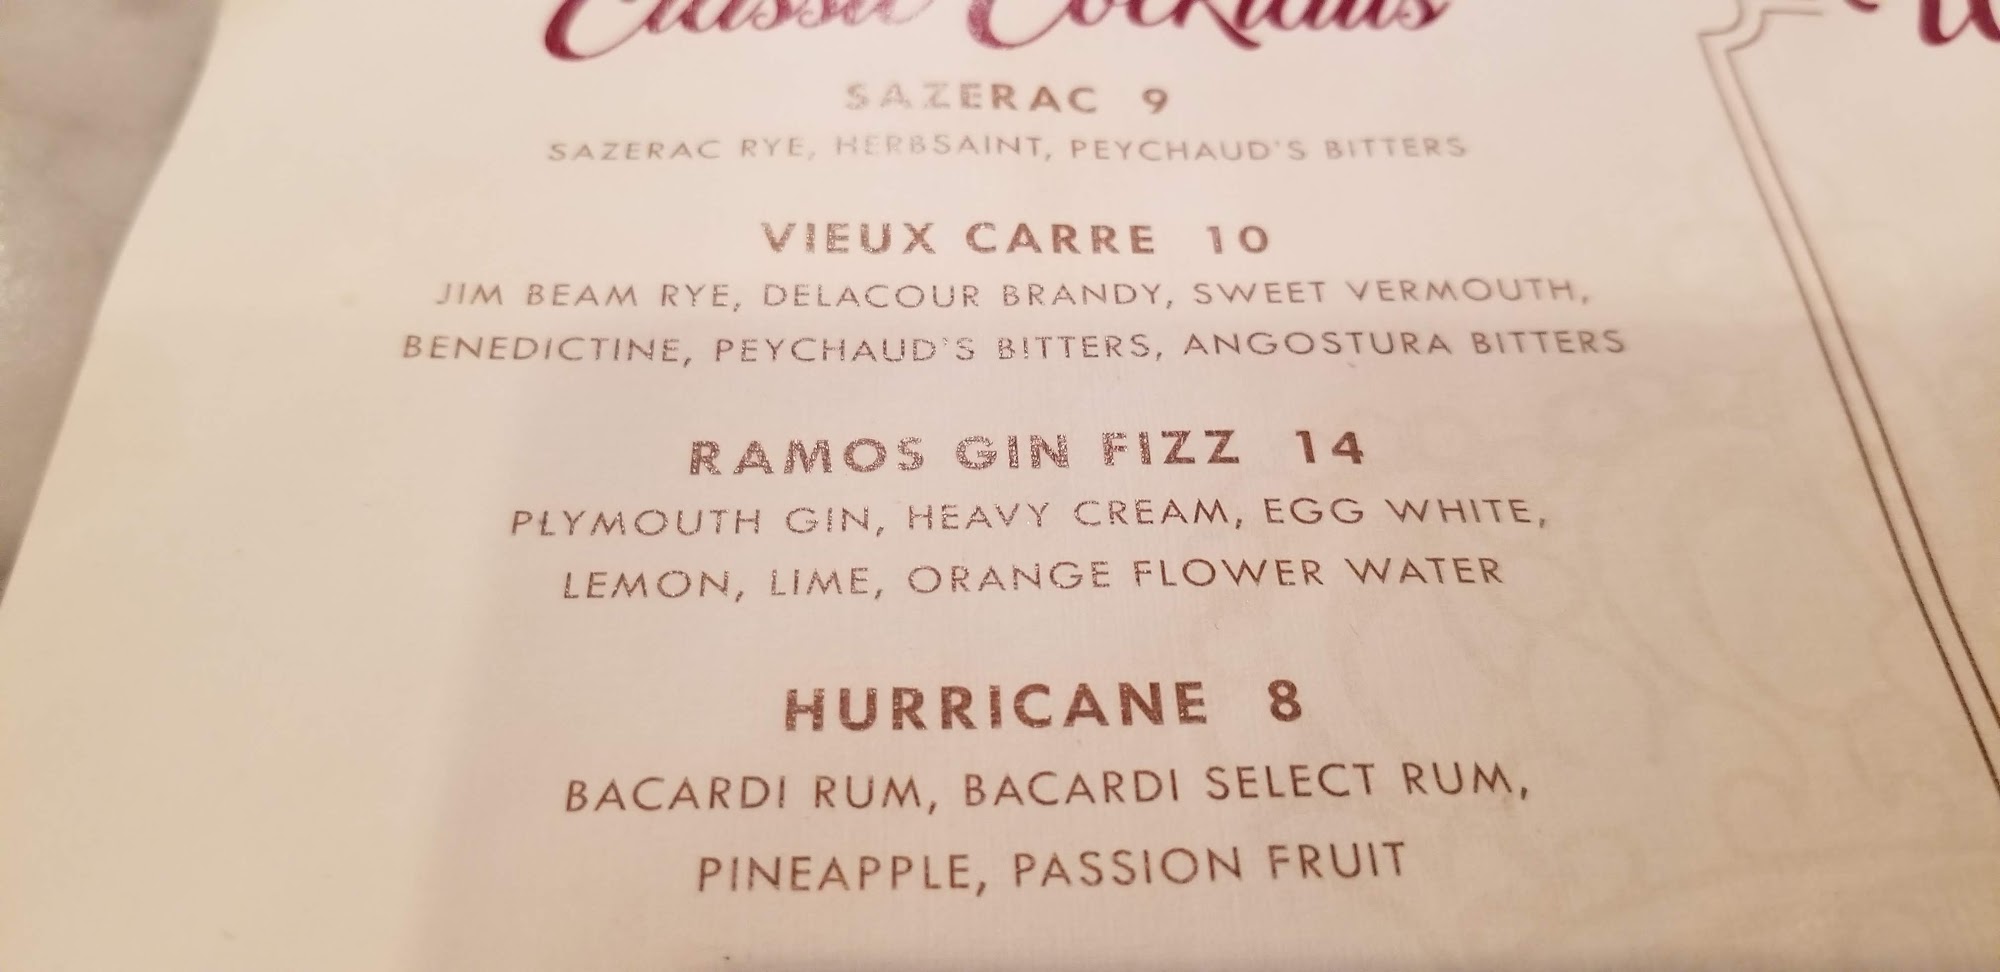 Classic Cocktails
SAZERAC 9
SAZERAC RYE, HERBSAINT, PEYCHAUD'S BITTERS
VIEUX CARRE 10
JIM BEAM RYE, DELACOUR BRANDY, SWEET VERMOUTH,
BENEDICTINE, PEYCHAUD'S BITTERS, ANGOSTURA BITTERS
RAMOS GIN FIZZ 14
PLYMOUTH GIN, HEAVY CREAM, EGG WHITE,
LEMON, LIME, ORANGE FLOWER WATER
HURRICANE 8
BACARDI RUM, BACARDI SELECT RUM,
PINEAPPLE, PASSION FRUIT